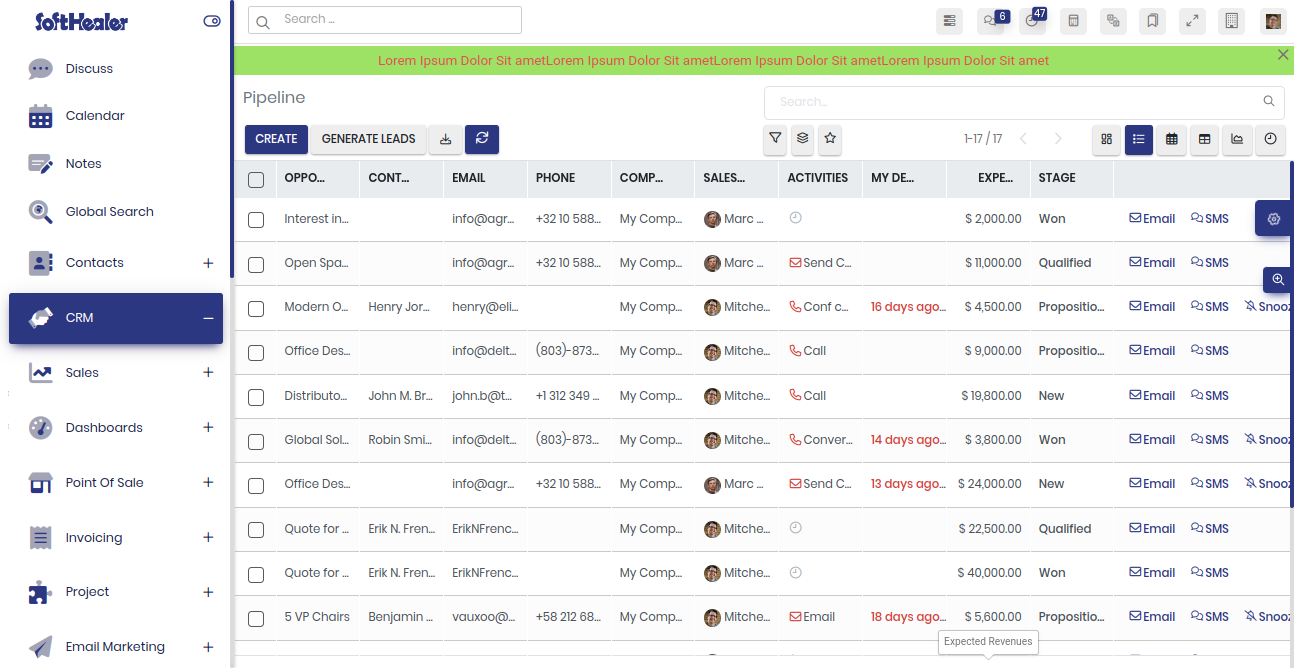 SoftHealer
Search ...
6
47
Lorem Ipsum Dolor Sit ametLorem Ipsum Dolor Sit ametLorem Ipsum Dolor Sit ametLorem Ipsum Dolor Sit amet
Discuss
Calendar
Notes
Global Search
Contacts
CRM
Sales
Dashboards
Point Of Sale
Invoicing
Project
Email Marketing
Pipeline
Search...
CREATE GENERATE LEADS
1-17 / 17
OPPO... CONT... EMAIL PHONE COMP... SALES... ACTIVITIES MY DE... EXPE... STAGE
Interest in... info@agr... +32 10 588... My Comp... Marc ... $ 2,000.00 Won Email SMS
Open Spa... info@agr... +32 10 588... My Comp... Marc ... Send C... $ 11,000.00 Qualified Email SMS
Modern O... Henry Jor... henry@eli... My Comp... Mitche... Conf c... 16 days ago... $ 4,500.00 Propositio... Email SMS Snooz
Office Des... info@delt... (803)-873... My Comp... Mitche... Call $ 9,000.00 Propositio... Email SMS
Distributo... John M. Br... john.b@t... +1 312 349 ... My Comp... Mitche... Call $ 19,800.00 New Email SMS
Global Sol... Robin Smi... info@delt... (803)-873... My Comp... Mitche... Conver... 14 days ago... $ 3,800.00 Won Email SMS Snooz
Office Des... info@agr... +32 10 588... My Comp... Marc ... Send C... 13 days ago... $ 24,000.00 New Email SMS Snooz
Quote for ... Erik N. Fren... ErikNFrenc... My Comp... Mitche... $ 22,500.00 Qualified Email SMS
Quote for ... Erik N. Fren... ErikNFrenc... My Comp... Mitche... $ 40,000.00 Won Email SMS
5 VP Chairs Benjamin ... vauxoo@... +58 212 68... My Comp... Mitche... Email 18 days ago... $ 5,600.00 Propositio... Email SMS Snooz
Expected Revenues